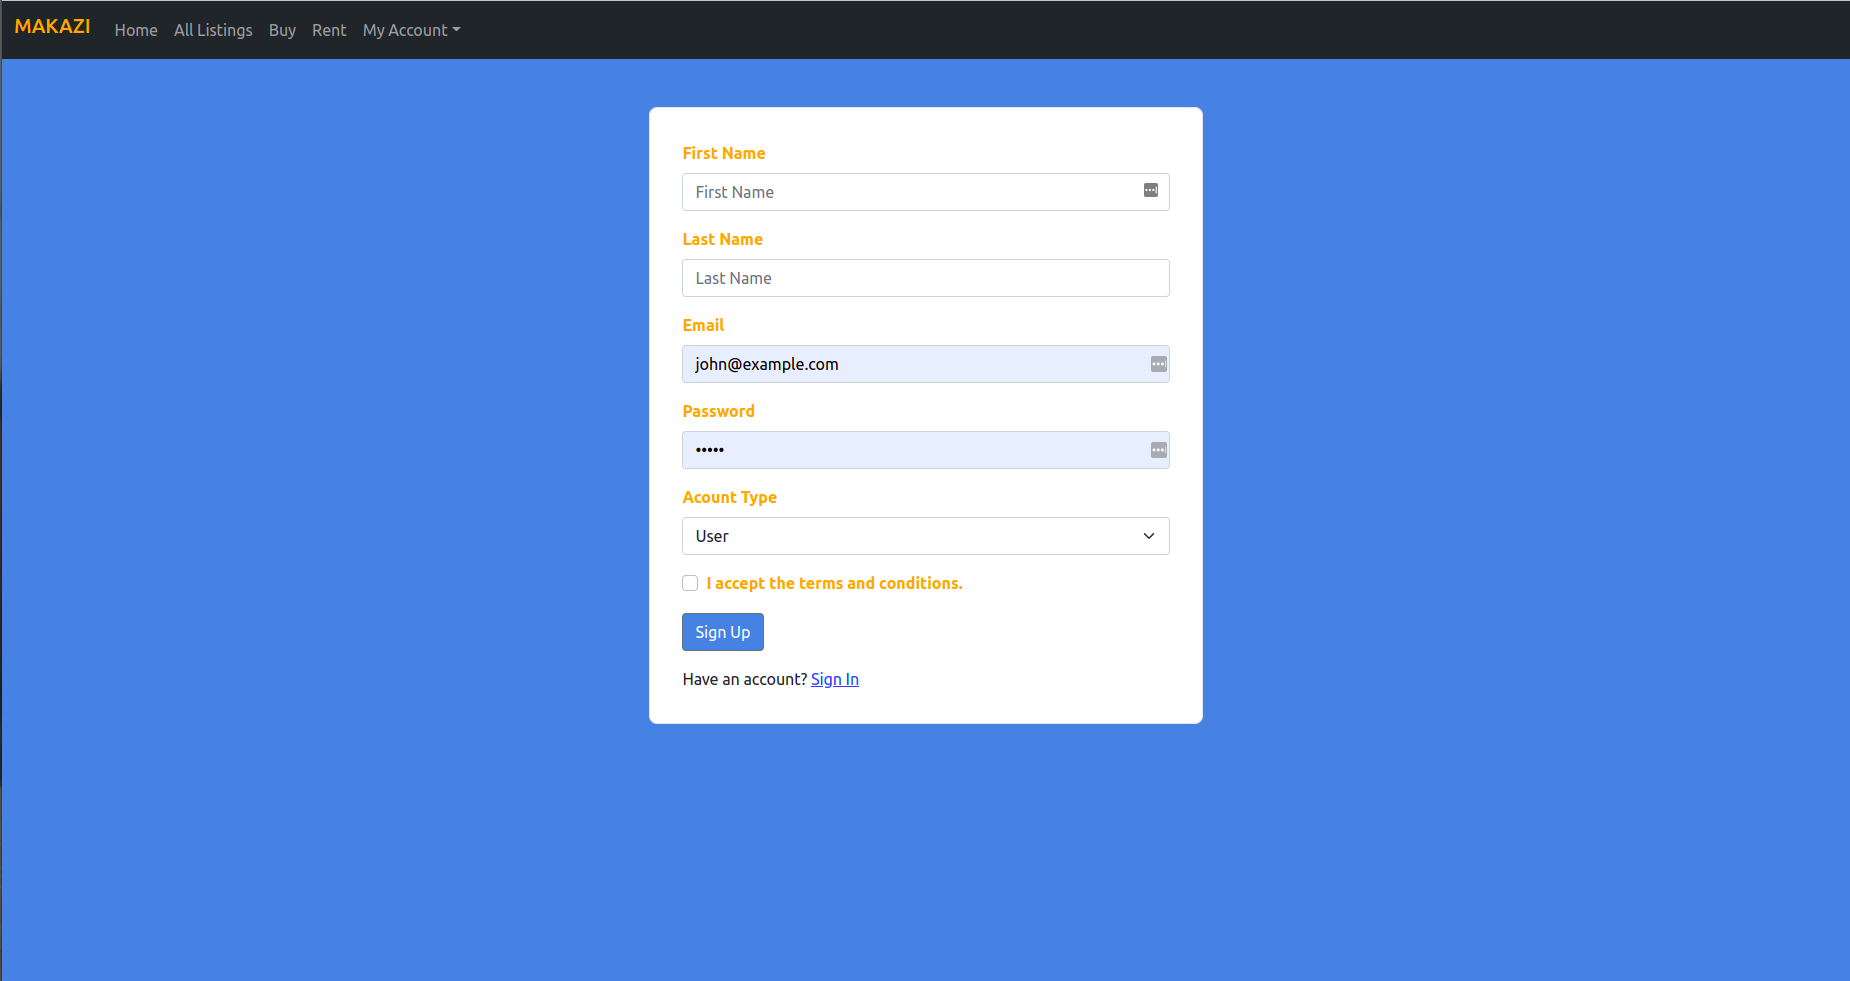 MAKAZI Home All Listings Buy Rent My Account
First Name
First Name
Last Name
Last Name
Email
john@example.com
Password
•••••
Acount Type
User
I accept the terms and conditions.
Sign Up
Have an account? Sign In